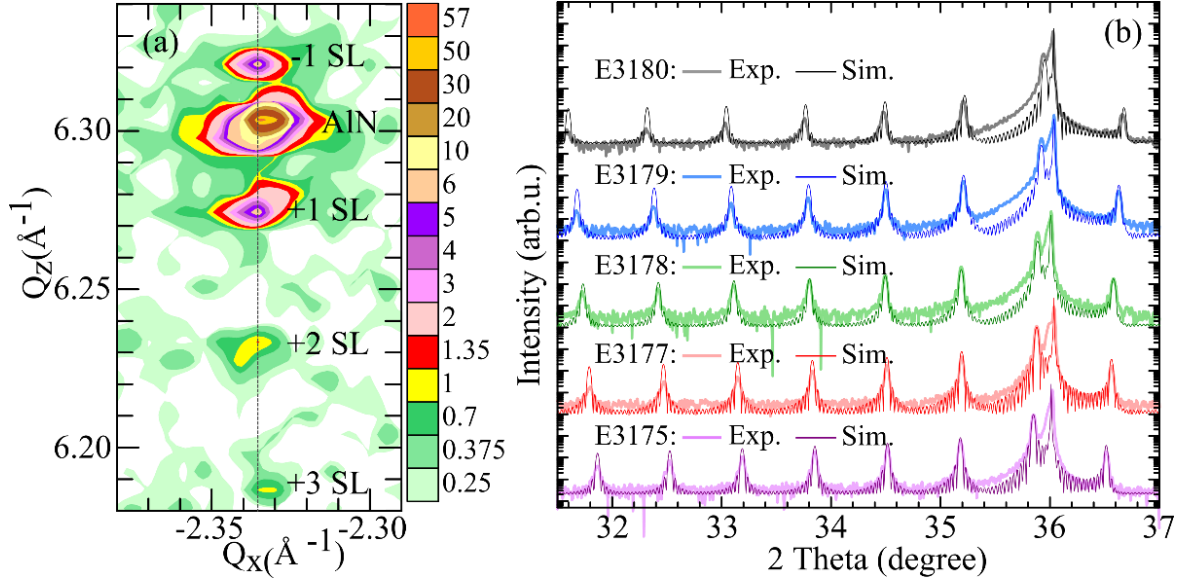 (a)
-1 SL
AlN
+1 SL
+2 SL
+3 SL
6.30
6.25
6.20
Qz(Å -1)
-2.35
-2.30
Qx(Å -1)
57
50
30
20
10
6
5
4
3
2
1.35
1
0.7
0.375
0.25
(b)
E3180: Exp. Sim.
E3179: Exp. Sim.
E3178: Exp. Sim.
E3177: Exp. Sim.
E3175: Exp. Sim.
Intensity (arb.u.)
32 33 34 35 36 37
2 Theta (degree)